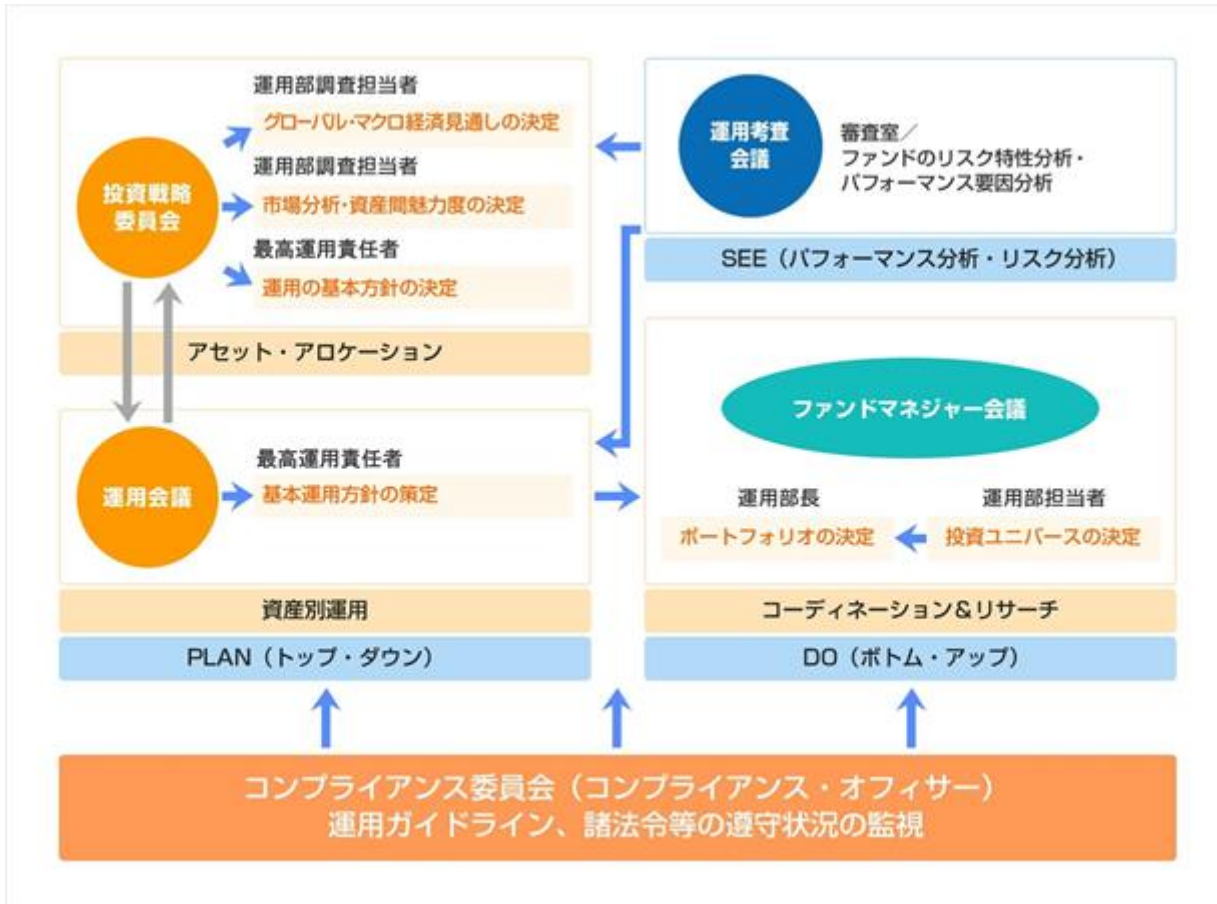 投資戦略
委員会
運用部調査担当者
グローバル・マクロ経済見通しの決定
運用部調査担当者
市場分析・資産間魅力度の決定
最高運用責任者
運用の基本方針の決定
アセット・アロケーション
運用会議
最高運用責任者
基本運用方針の策定
資産別運用
PLAN（トップ・ダウン）
運用考査
会議
審査室／
ファンドのリスク特性分析・
パフォーマンス要因分析
SEE（パフォーマンス分析・リスク分析）
ファンドマネジャー会議
運用部長
ポートフォリオの決定
運用部担当者
投資ユニバースの決定
コーディネーション＆リサーチ
DO（ボトム・アップ）
コンプライアンス委員会（コンプライアンス・オフィサー）
運用ガイドライン、諸法令等の遵守状況の監視